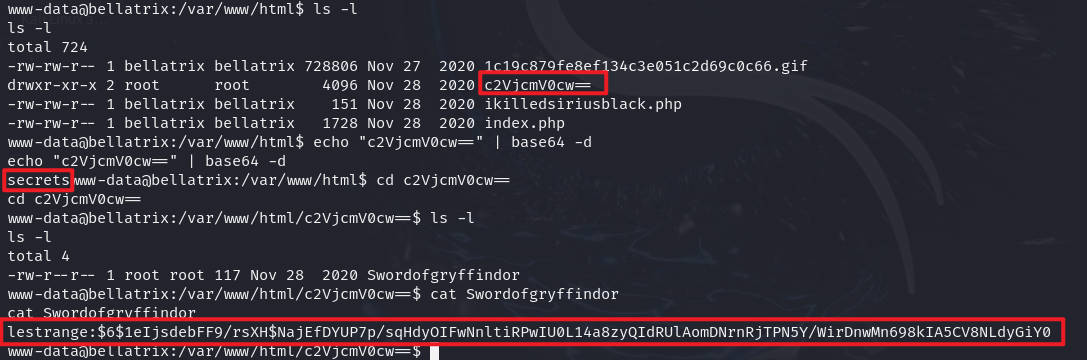 www-data@bellatrix:/var/www/html$ ls -l
ls -l
total 724
-rw-rw-r-- 1 bellatrix bellatrix 728806 Nov 27  2020 1c19c879fe8ef134c3e051c2d69c0c66.gif
drwxr-xr-x 2 root      root        4096 Nov 28  2020 c2VjcmV0cw==
-rw-rw-r-- 1 bellatrix bellatrix    151 Nov 28  2020 ikilledsiriusblack.php
-rw-rw-r-- 1 bellatrix bellatrix   1728 Nov 28  2020 index.php
www-data@bellatrix:/var/www/html$ echo "c2VjcmV0cw==" | base64 -d
echo "c2VjcmV0cw==" | base64 -d
secretswww-data@bellatrix:/var/www/html$ cd c2VjcmV0cw==
cd c2VjcmV0cw==
www-data@bellatrix:/var/www/html/c2VjcmV0cw==$ ls -l
ls -l
total 4
-rw-r--r-- 1 root root 117 Nov 28  2020 Swordofgryffindor
www-data@bellatrix:/var/www/html/c2VjcmV0cw==$ cat Swordofgryffindor
cat Swordofgryffindor
lestrange:$6$1eIjsdebFF9/rsXH$NajEfDYUP7p/sqHdyOIFwNnltiRPwIU0L14a8zyQIdRUlAomDNrnRjTPN5Y/WirDnwMn698kIA5CV8NLdyGiY0
www-data@bellatrix:/var/www/html/c2VjcmV0cw==$